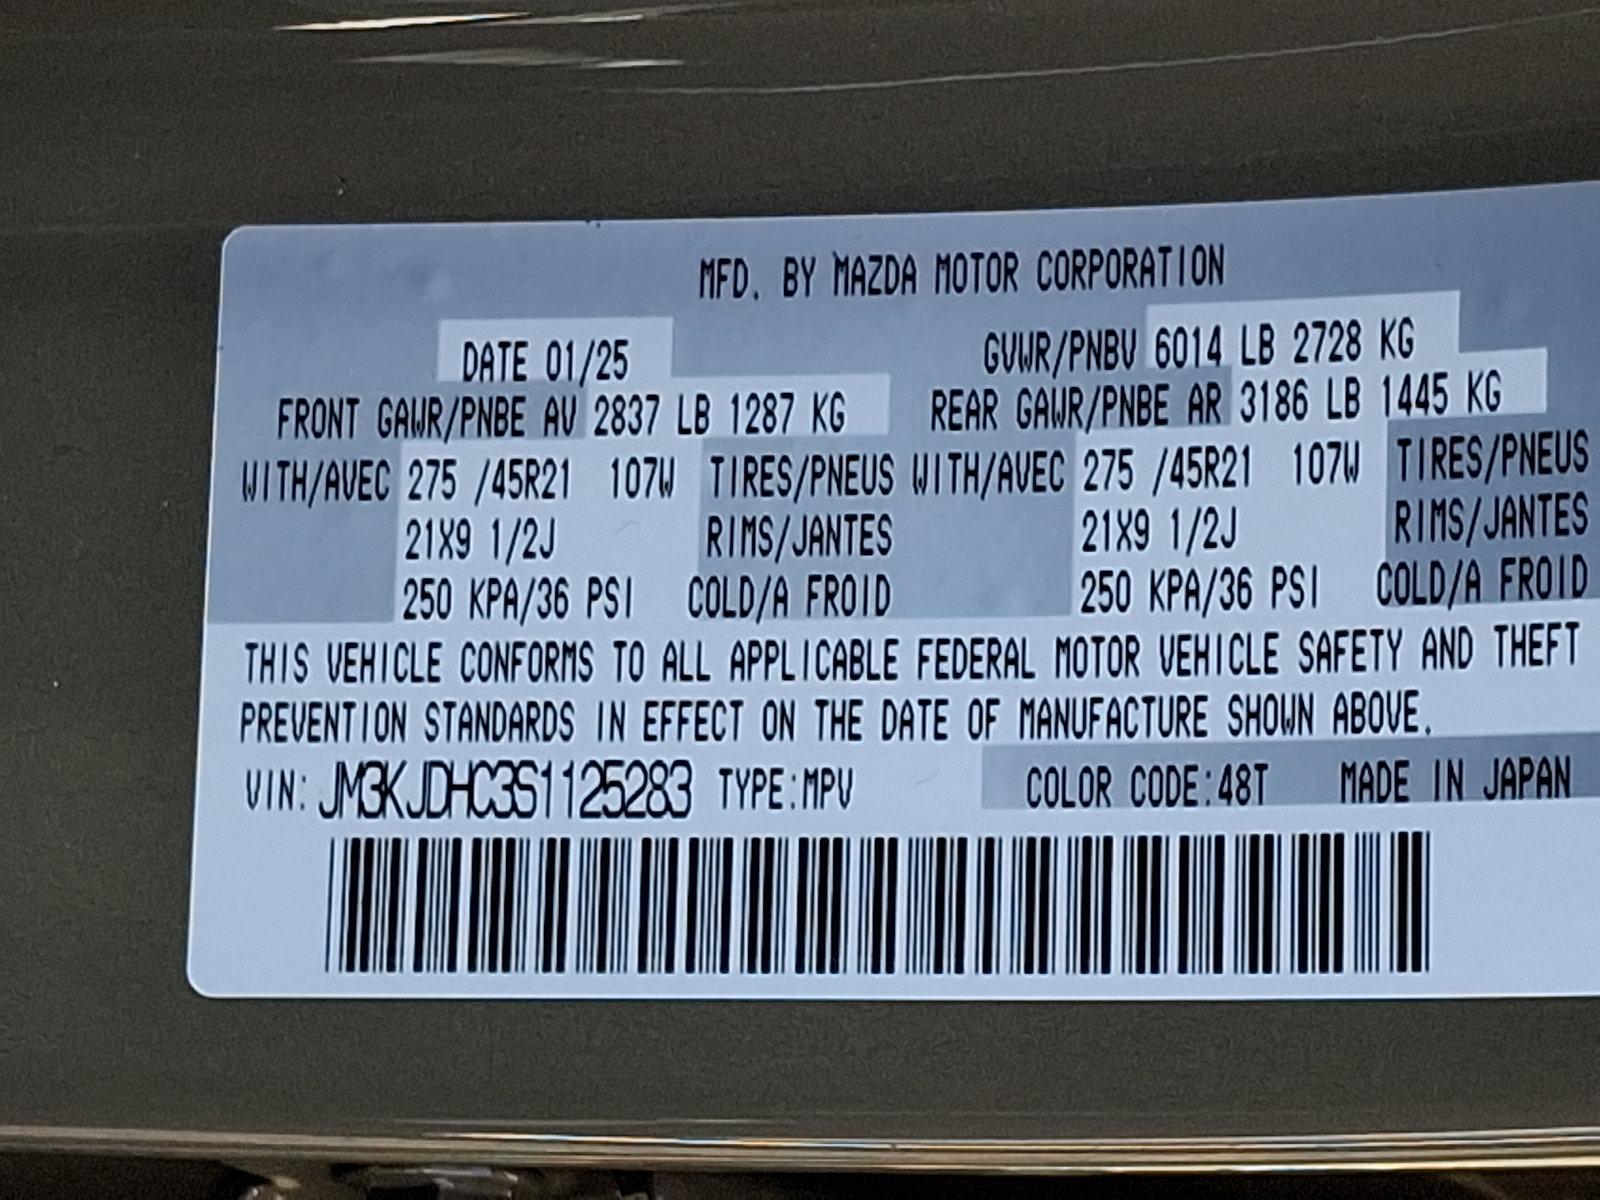 MFD. BY MAZDA MOTOR CORPORATION
DATE 01/25 GVWR/PNBV 6014 LB 2728 KG
FRONT GAWR/PNBE AV 2837 LB 1287 KG REAR GAWR/PNBE AR 3186 LB 1445 KG
WITH/AVEC 275 /45R21 107W TIRES/PNEUS WITH/AVEC 275 /45R21 107W TIRES/PNEUS
21X9 1/2J RIMS/JANTES 21X9 1/2J RIMS/JANTES
250 KPA/36 PSI COLD/A FROID 250 KPA/36 PSI COLD/A FROID
THIS VEHICLE CONFORMS TO ALL APPLICABLE FEDERAL MOTOR VEHICLE SAFETY AND THEFT
PREVENTION STANDARDS IN EFFECT ON THE DATE OF MANUFACTURE SHOWN ABOVE.
VIN: JM3KJDHC3S1125283 TYPE:MPV COLOR CODE:48T MADE IN JAPAN